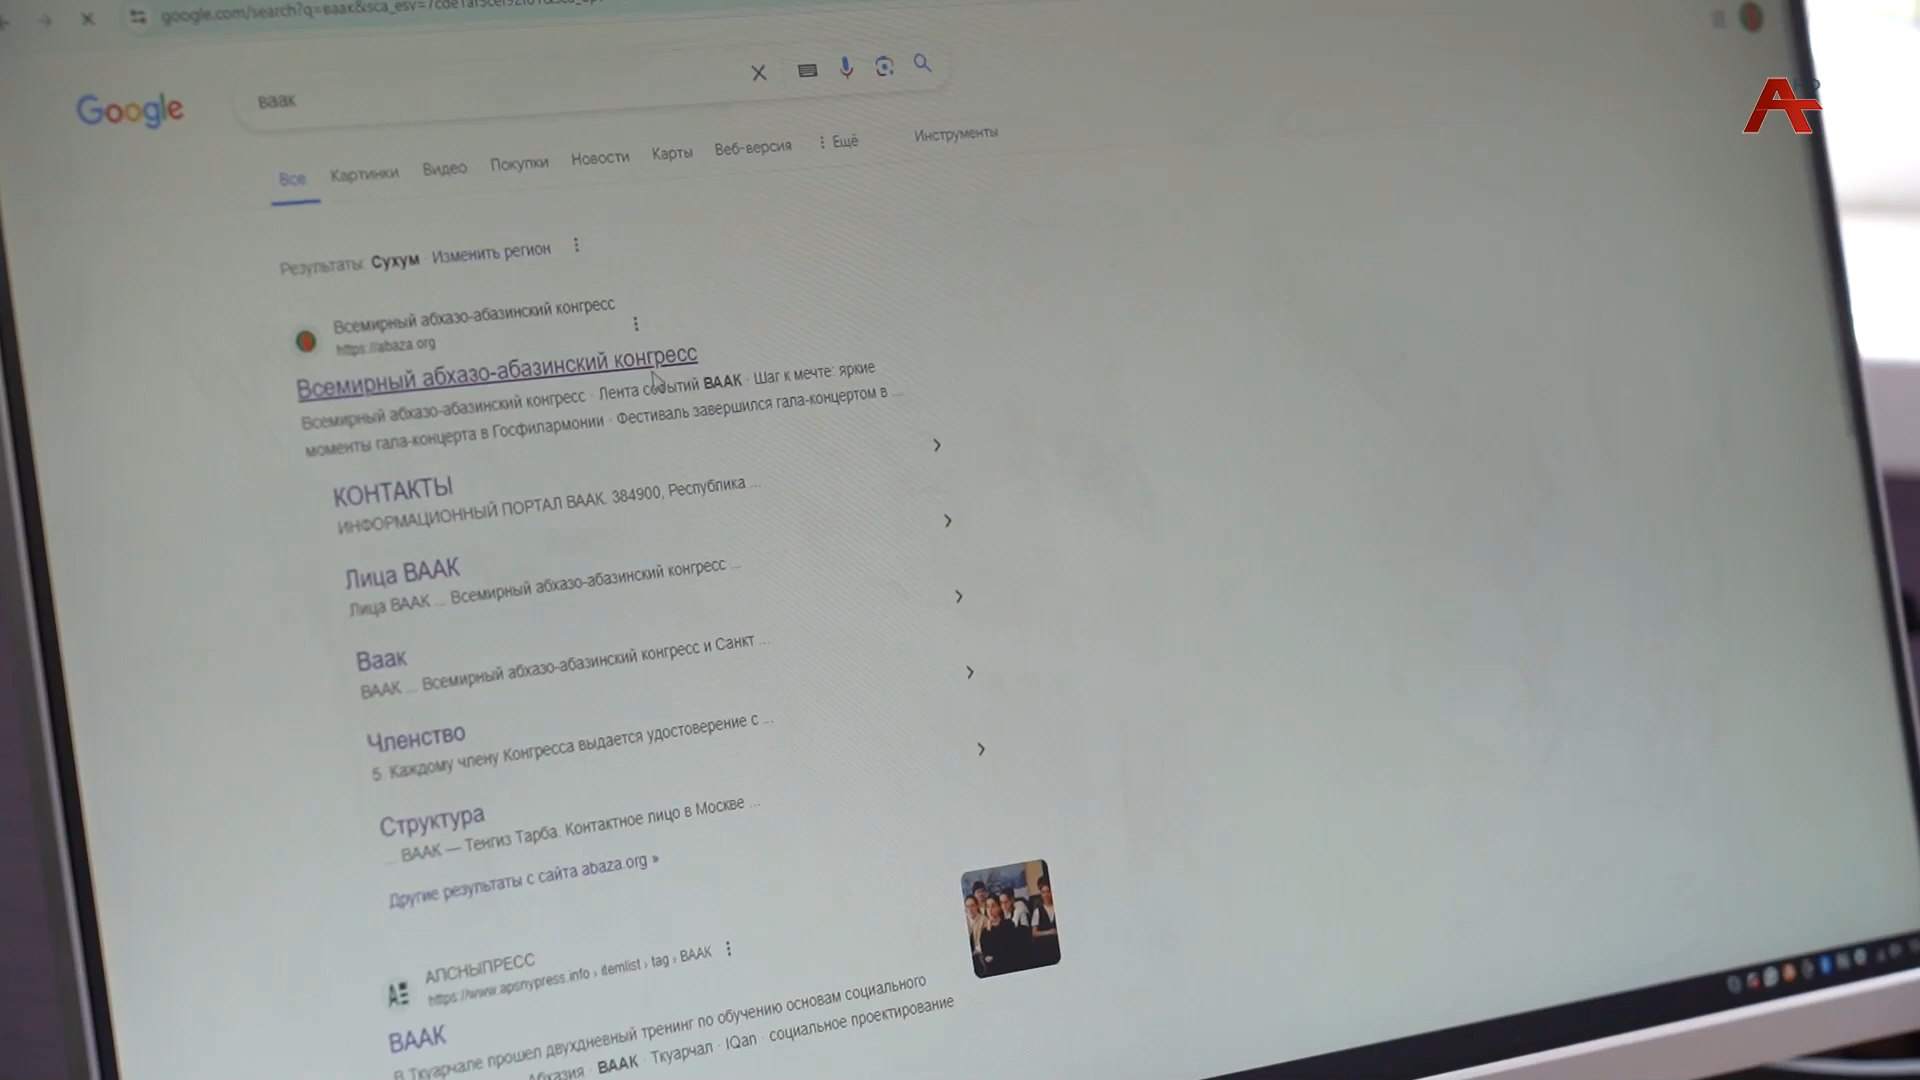 google.com/search?q=ваак&sca_esv=
Google
ваак
Все Картинки Видео Покупки Новости Карты Веб-версия Ещё Инструменты
Результаты: Сухум · Изменить регион
Всемирный абхазо-абазинский конгресс
https://abaza.org
Всемирный абхазо-абазинский конгресс
Всемирный абхазо-абазинский конгресс · Лента событий ВААК · Шаг к мечте: яркие
моменты гала-концерта в Госфилармонии · Фестиваль завершился гала-концертом в ...
КОНТАКТЫ
ИНФОРМАЦИОННЫЙ ПОРТАЛ ВААК. 384900, Республика ...
Лица ВААК
Лица ВААК ... Всемирный абхазо-абазинский конгресс ...
Ваак
ВААК ... Всемирный абхазо-абазинский конгресс и Санкт ...
Членство
5. Каждому члену Конгресса выдается удостоверение с ...
Структура
... ВААК — Тенгиз Тарба. Контактное лицо в Москве ...
Другие результаты с сайта abaza.org »
АПСНЫПРЕСС
https://www.apsnypress.info › itemlist › tag › ВААК
ВААК
В Ткуарчале прошел двухдневный тренинг по обучению основам социального
Абхазия · ВААК · Ткуарчал · IQan · социальное проектирование